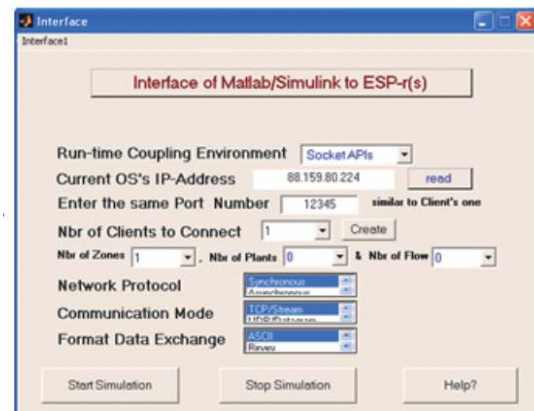 Interface
Interface1
Interface of Matlab/Simulink to ESP-r(s)
Run-time Coupling Environment Socket APIs
Current OS's IP-Address 88.159.80.224 read
Enter the same Port Number 12345 similar to Client's one
Nbr of Clients to Connect 1 Create
Nbr of Zones 1 , Nbr of Plants 0 & Nbr of Flow 0
Network Protocol Synchronous
Asynchronous
Communication Mode TCP/Stream
UDP/Datagram
Format Data Exchange ASCII
Start Simulation Stop Simulation Help?